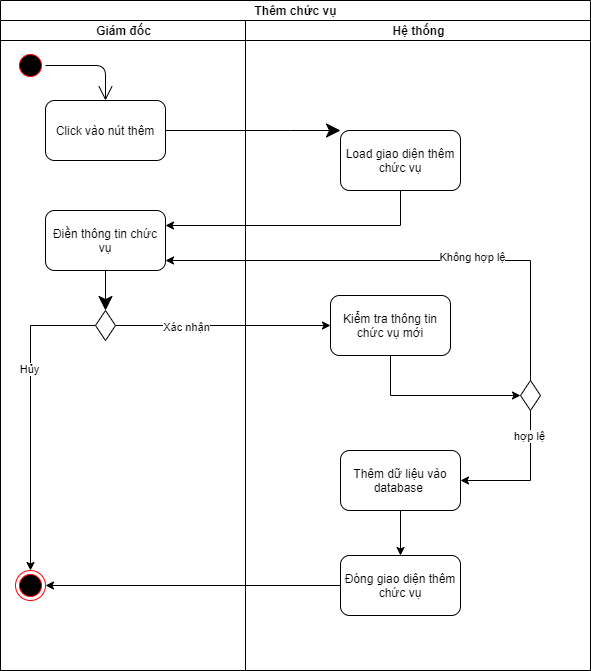 Thêm chức vụ
Giám đốc
Hệ thống
Click vào nút thêm
Load giao diện thêm
chức vụ
Điền thông tin chức
vụ
Không hợp lệ
Xác nhận
Kiểm tra thông tin
chức vụ mới
Hủy
hợp lệ
Thêm dữ liệu vào
database
Đóng giao diện thêm
chức vụ